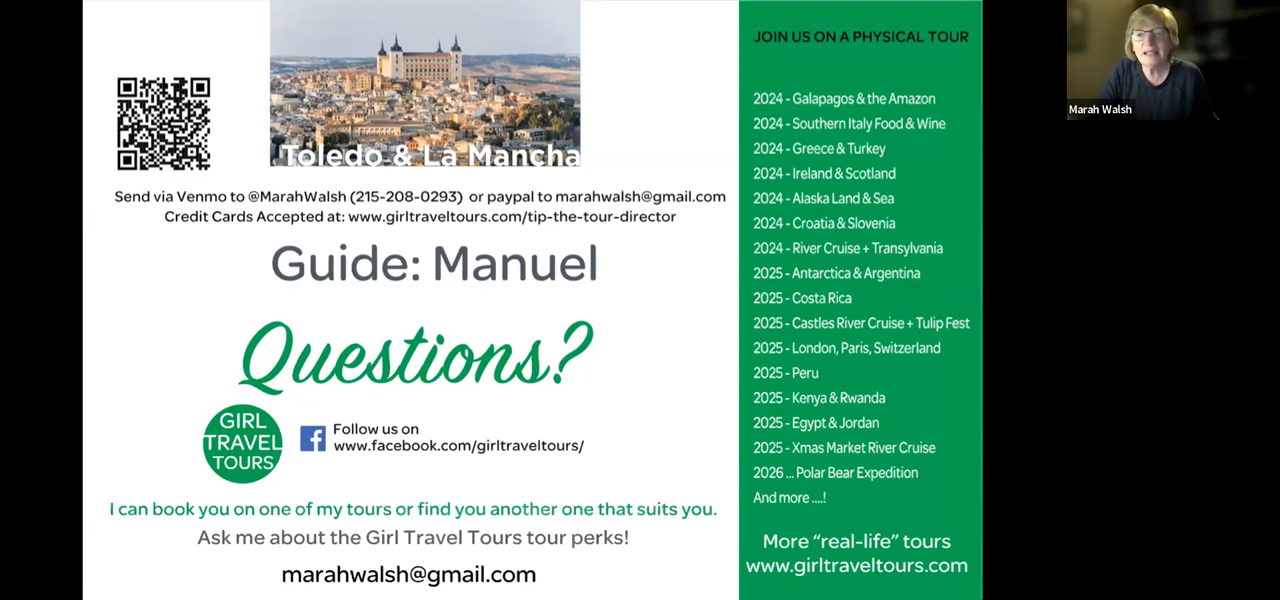 Toledo & La Mancha
Send via Venmo to @MarahWalsh (215-208-0293) or paypal to marahwalsh@gmail.com
Credit Cards Accepted at: www.girltraveltours.com/tip-the-tour-director
Guide: Manuel
Questions?
GIRL
TRAVEL
TOURS
Follow us on
www.facebook.com/girltraveltours/
I can book you on one of my tours or find you another one that suits you.
Ask me about the Girl Travel Tours tour perks!
marahwalsh@gmail.com
JOIN US ON A PHYSICAL TOUR
2024 - Galapagos & the Amazon
2024 - Southern Italy Food & Wine
2024 - Greece & Turkey
2024 - Ireland & Scotland
2024 - Alaska Land & Sea
2024 - Croatia & Slovenia
2024 - River Cruise + Transylvania
2025 - Antarctica & Argentina
2025 - Costa Rica
2025 - Castles River Cruise + Tulip Fest
2025 - London, Paris, Switzerland
2025 - Peru
2025 - Kenya & Rwanda
2025 - Egypt & Jordan
2025 - Xmas Market River Cruise
2026 ... Polar Bear Expedition
And more ....!
More “real-life” tours
www.girltraveltours.com
Marah Walsh